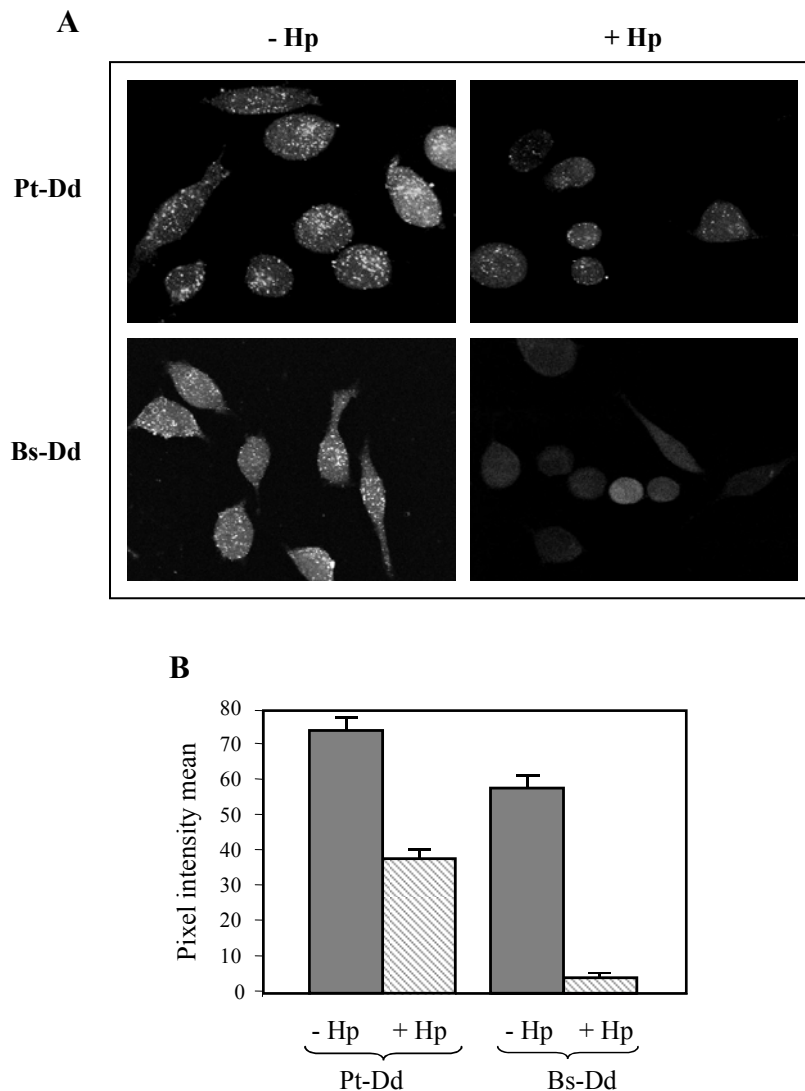 A
- Hp + Hp
Pt-Dd
Bs-Dd
B
Pixel intensity mean
80
70
60
50
40
30
20
10
0
- Hp + Hp - Hp + Hp
Pt-Dd Bs-Dd